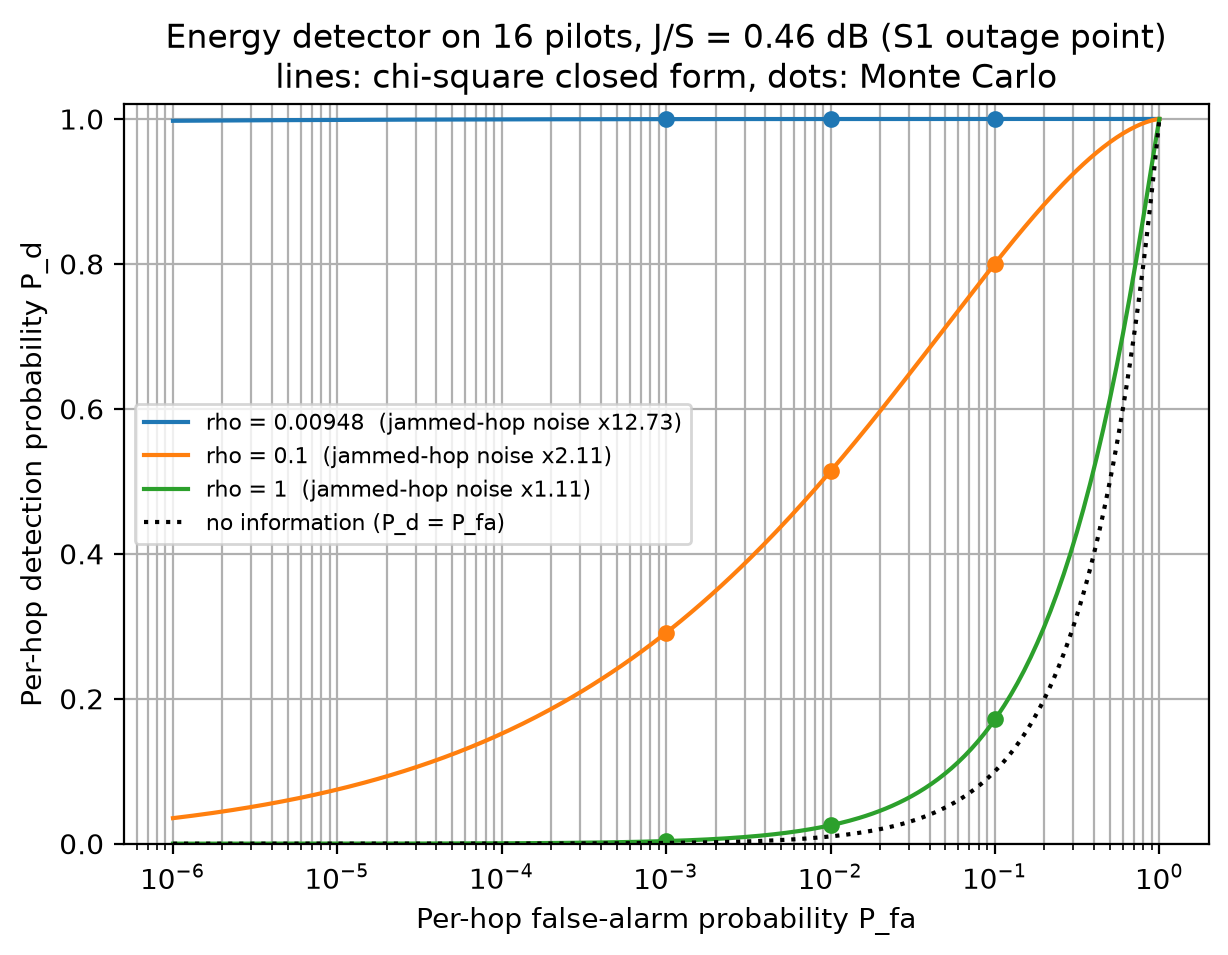 Energy detector on 16 pilots, J/S = 0.46 dB (S1 outage point)
lines: chi-square closed form, dots: Monte Carlo
Per-hop detection probability P_d
1.0
0.8
0.6
0.4
0.2
0.0
rho = 0.00948  (jammed-hop noise x12.73)
rho = 0.1  (jammed-hop noise x2.11)
rho = 1  (jammed-hop noise x1.11)
no information (P_d = P_fa)
10⁻⁶ 10⁻⁵ 10⁻⁴ 10⁻³ 10⁻² 10⁻¹ 10⁰
Per-hop false-alarm probability P_fa